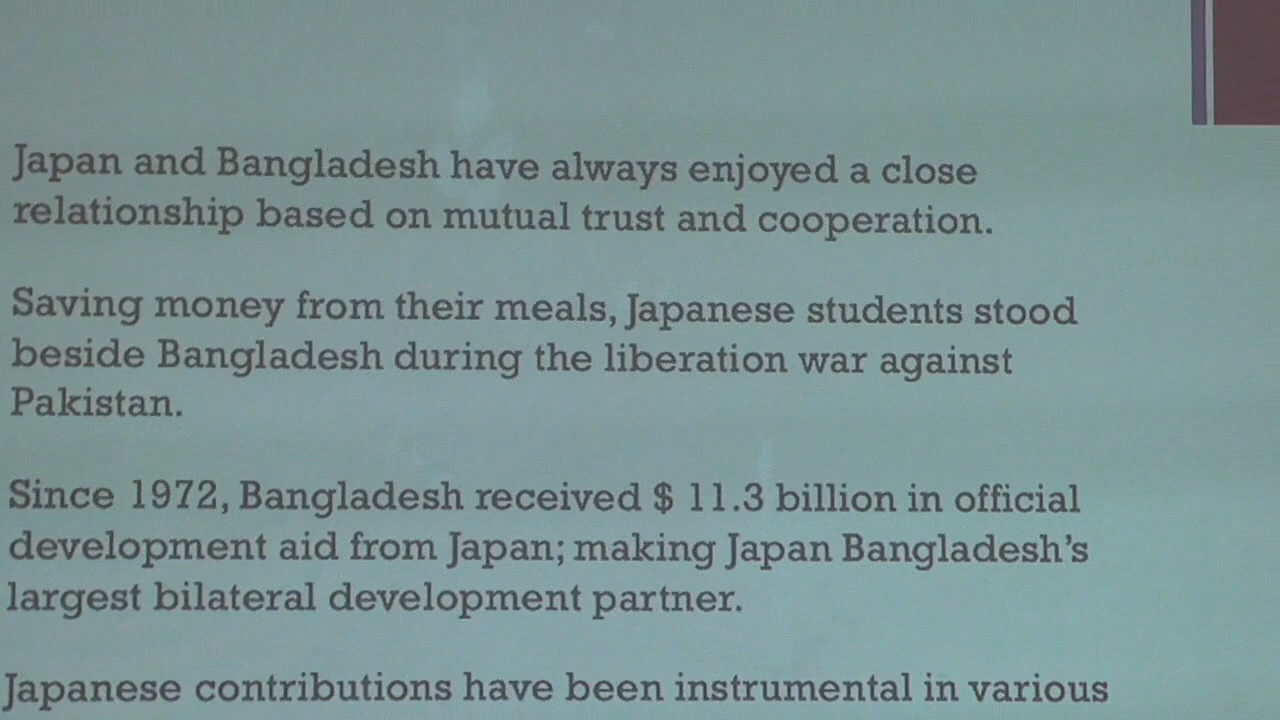 Japan and Bangladesh have always enjoyed a close
relationship based on mutual trust and cooperation.
Saving money from their meals, Japanese students stood
beside Bangladesh during the liberation war against
Pakistan.
Since 1972, Bangladesh received $ 11.3 billion in official
development aid from Japan; making Japan Bangladesh's
largest bilateral development partner.
Japanese contributions have been instrumental in various